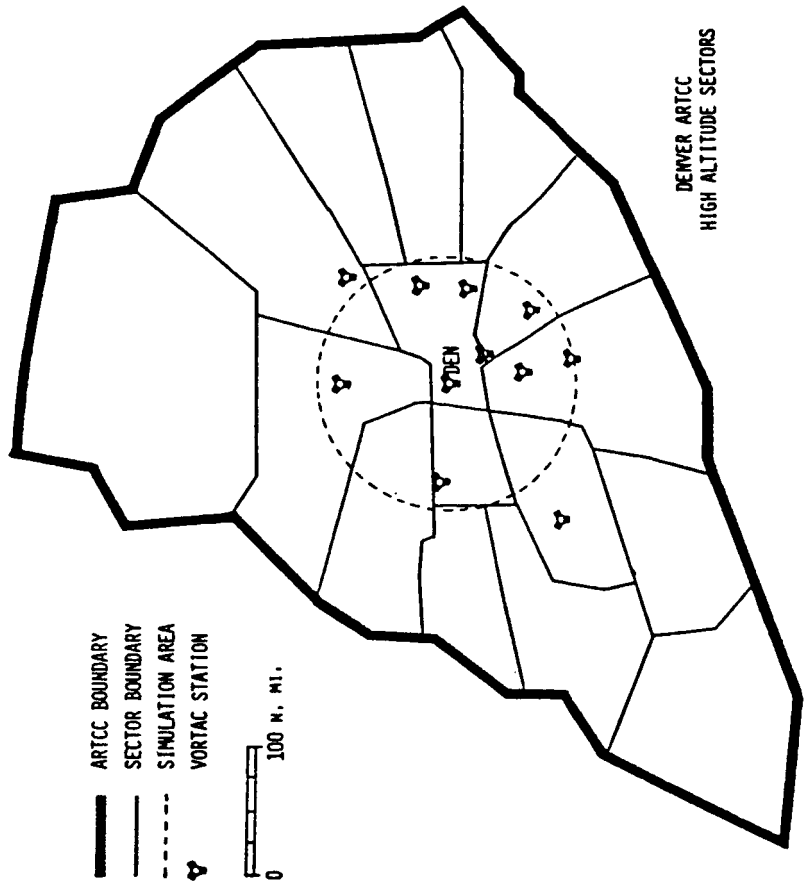 ARTCC BOUNDARY
SECTOR BOUNDARY
SIMULATION AREA
VORTAC STATION
0 100 N. MI.
DEN
DENVER ARTCC
HIGH ALTITUDE SECTORS